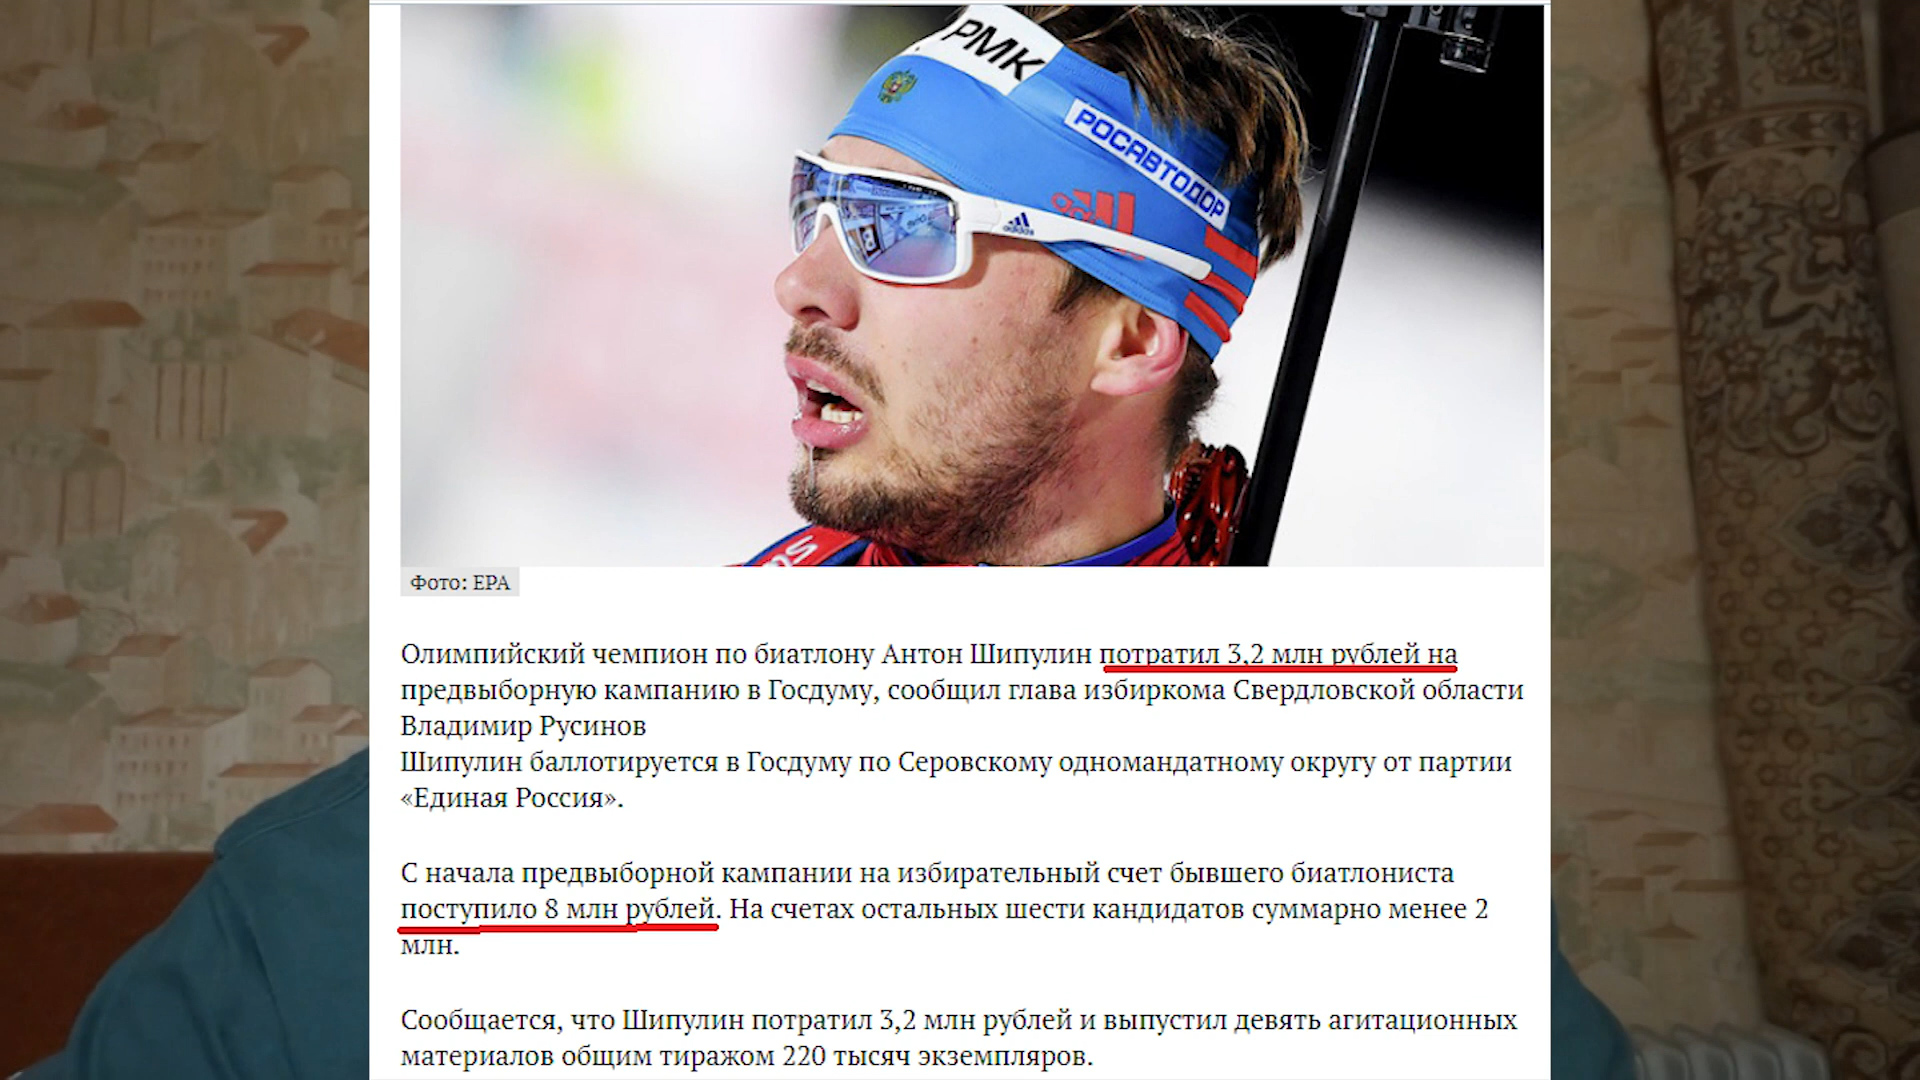 РМК
РОСАВТОДОР
adidas
Фото: EPA
Олимпийский чемпион по биатлону Антон Шипулин потратил 3,2 млн рублей на
предвыборную кампанию в Госдуму, сообщил глава избиркома Свердловской области
Владимир Русинов
Шипулин баллотируется в Госдуму по Серовскому одномандатному округу от партии
«Единая Россия».
С начала предвыборной кампании на избирательный счет бывшего биатлониста
поступило 8 млн рублей. На счетах остальных шести кандидатов суммарно менее 2
млн.
Сообщается, что Шипулин потратил 3,2 млн рублей и выпустил девять агитационных
материалов общим тиражом 220 тысяч экземпляров.